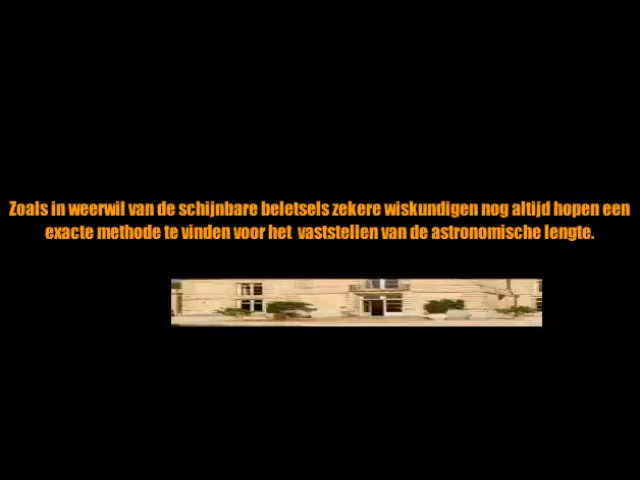 Zoals in weerwil van de schijnbare beletsels zekere wiskundigen nog altijd hopen een
exacte methode te vinden voor het  vaststellen van de astronomische lengte.